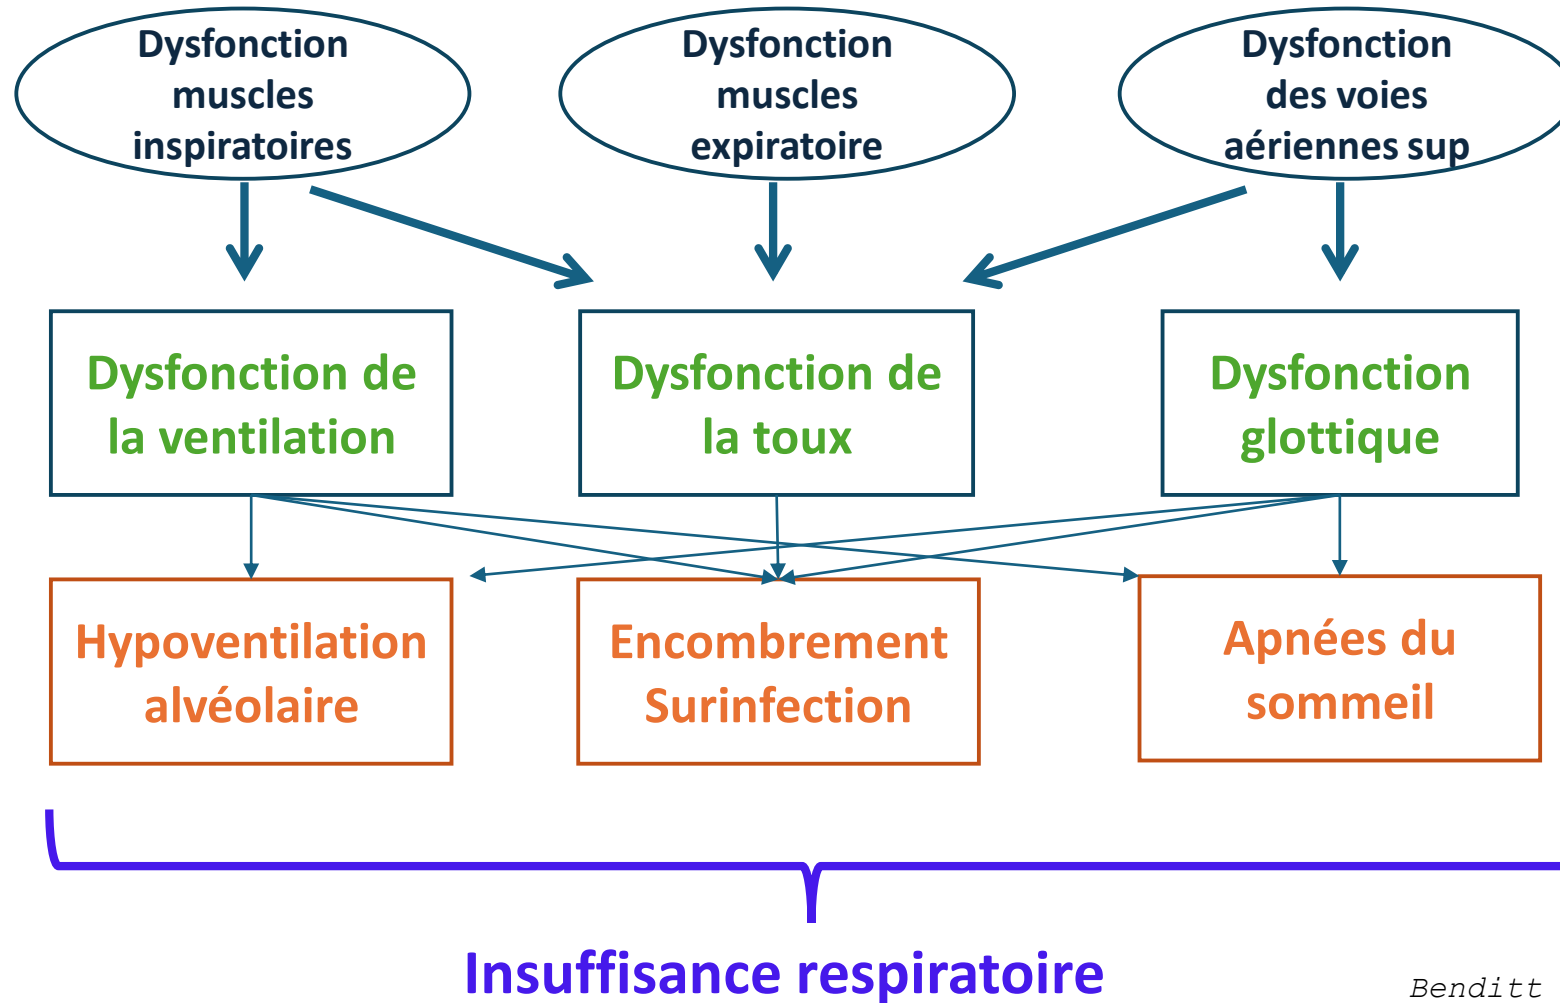 Dysfonction
muscles
inspiratoires
Dysfonction
muscles
expiratoire
Dysfonction
des voies
aériennes sup
Dysfonction de
la ventilation
Dysfonction de
la toux
Dysfonction
glottique
Hypoventilation
alvéolaire
Encombrement
Surinfection
Apnées du
sommeil
Insuffisance respiratoire
Benditt